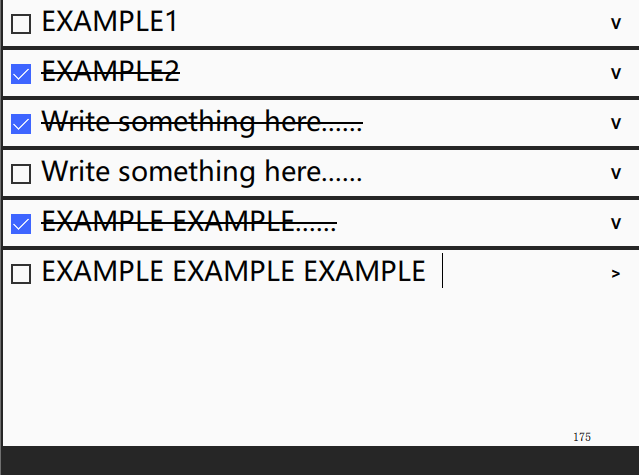 EXAMPLE1 v
EXAMPLE2 v
Write something here...... v
Write something here...... v
EXAMPLE EXAMPLE...... v
EXAMPLE EXAMPLE EXAMPLE >
175